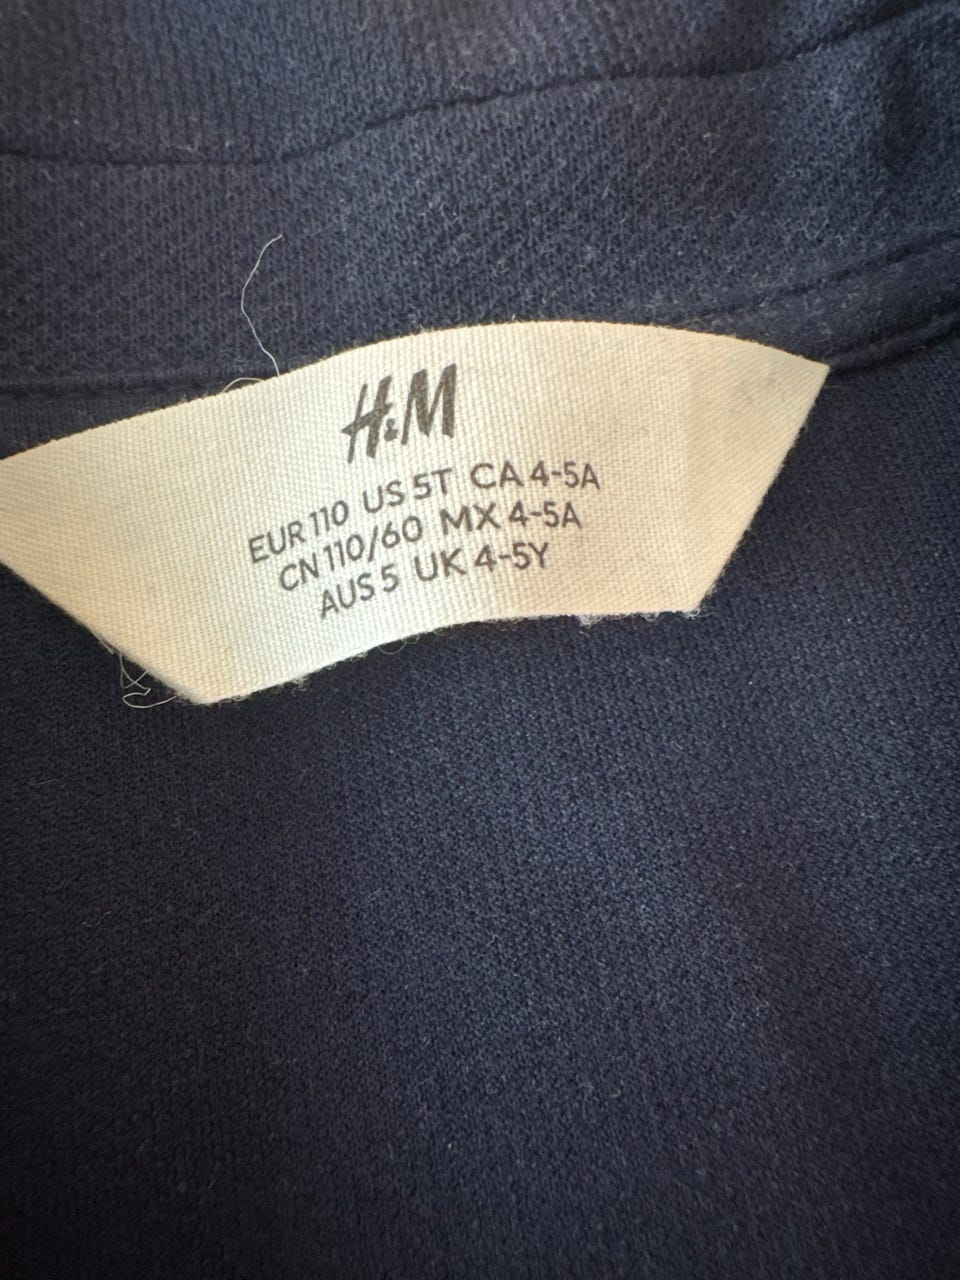 H&M
EUR 110 US 5T CA 4-5A
CN 110/60 MX 4-5A
AUS 5 UK 4-5Y